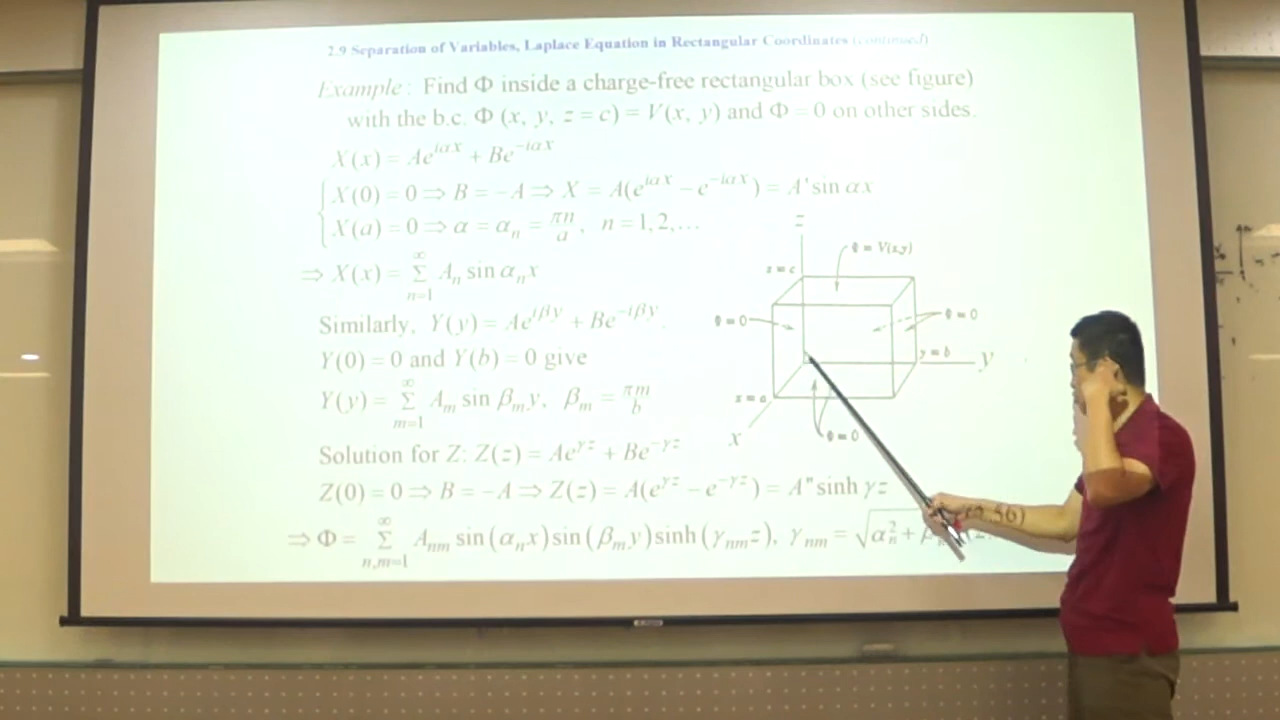 2.9 Separation of Variables, Laplace Equation in Rectangular Coordinates (continued)
Example: Find Φ inside a charge-free rectangular box (see figure)
with the b.c. Φ (x, y, z = c) = V(x, y) and Φ = 0 on other sides.
X(x) = Ae^{iαx} + Be^{-iαx}
X(0) = 0 ⇒ B = −A ⇒ X = A(e^{iαx} − e^{-iαx}) = A' sin αx
X(a) = 0 ⇒ α = α_n = πn/a, n = 1, 2, …
⇒ X(x) = Σ_{n=1}^{∞} A_n sin α_n x
Similarly, Y(y) = Ae^{iβy} + Be^{-iβy}.
Y(0) = 0 and Y(b) = 0 give
Y(y) = Σ_{m=1}^{∞} A_m sin β_m y, β_m = πm/b
Solution for Z: Z(z) = Ae^{γz} + Be^{-γz}
Z(0) = 0 ⇒ B = −A ⇒ Z(z) = A(e^{γz} − e^{-γz}) = A" sinh γz
⇒ Φ = Σ_{n,m=1}^{∞} A_{nm} sin(α_n x) sin(β_m y) sinh(γ_{nm} z), γ_{nm} = √α_n^2 +
.56)
z
Φ = V(x,y)
z = c
Φ = 0
Φ = 0
y = b
y
x = a
x
Φ = 0